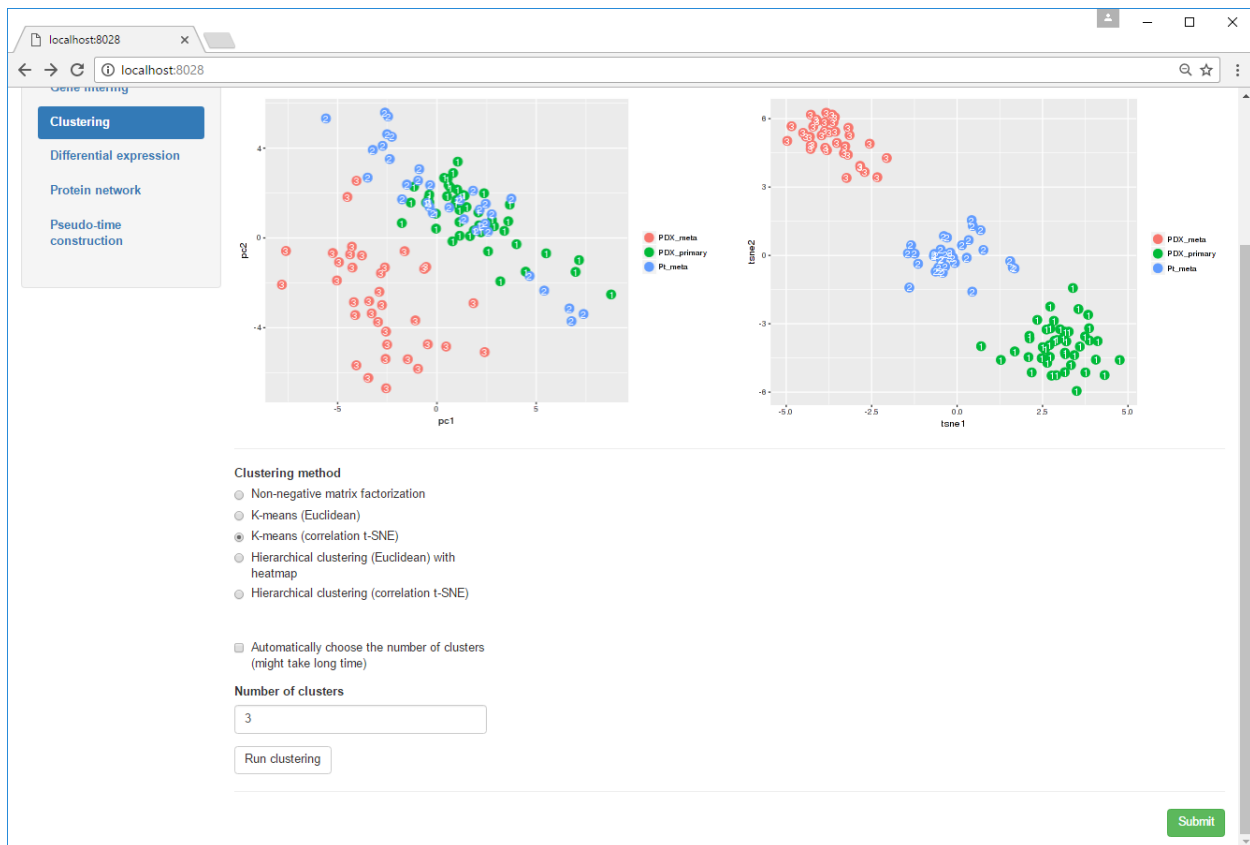 localhost:8028
localhost:8028
Gene filtering
Clustering
Differential expression
Protein network
Pseudo-time
construction
4
0
-4
-5
0
5
pc2
pc1
PDX_meta
PDX_primary
Pt_meta
6
3
0
-3
-6
-5.0
-2.5
0.0
2.5
5.0
tsne2
tsne1
PDX_meta
PDX_primary
Pt_meta
Clustering method
Non-negative matrix factorization
K-means (Euclidean)
K-means (correlation t-SNE)
Hierarchical clustering (Euclidean) with
heatmap
Hierarchical clustering (correlation t-SNE)
Automatically choose the number of clusters
(might take long time)
Number of clusters
3
Run clustering
Submit